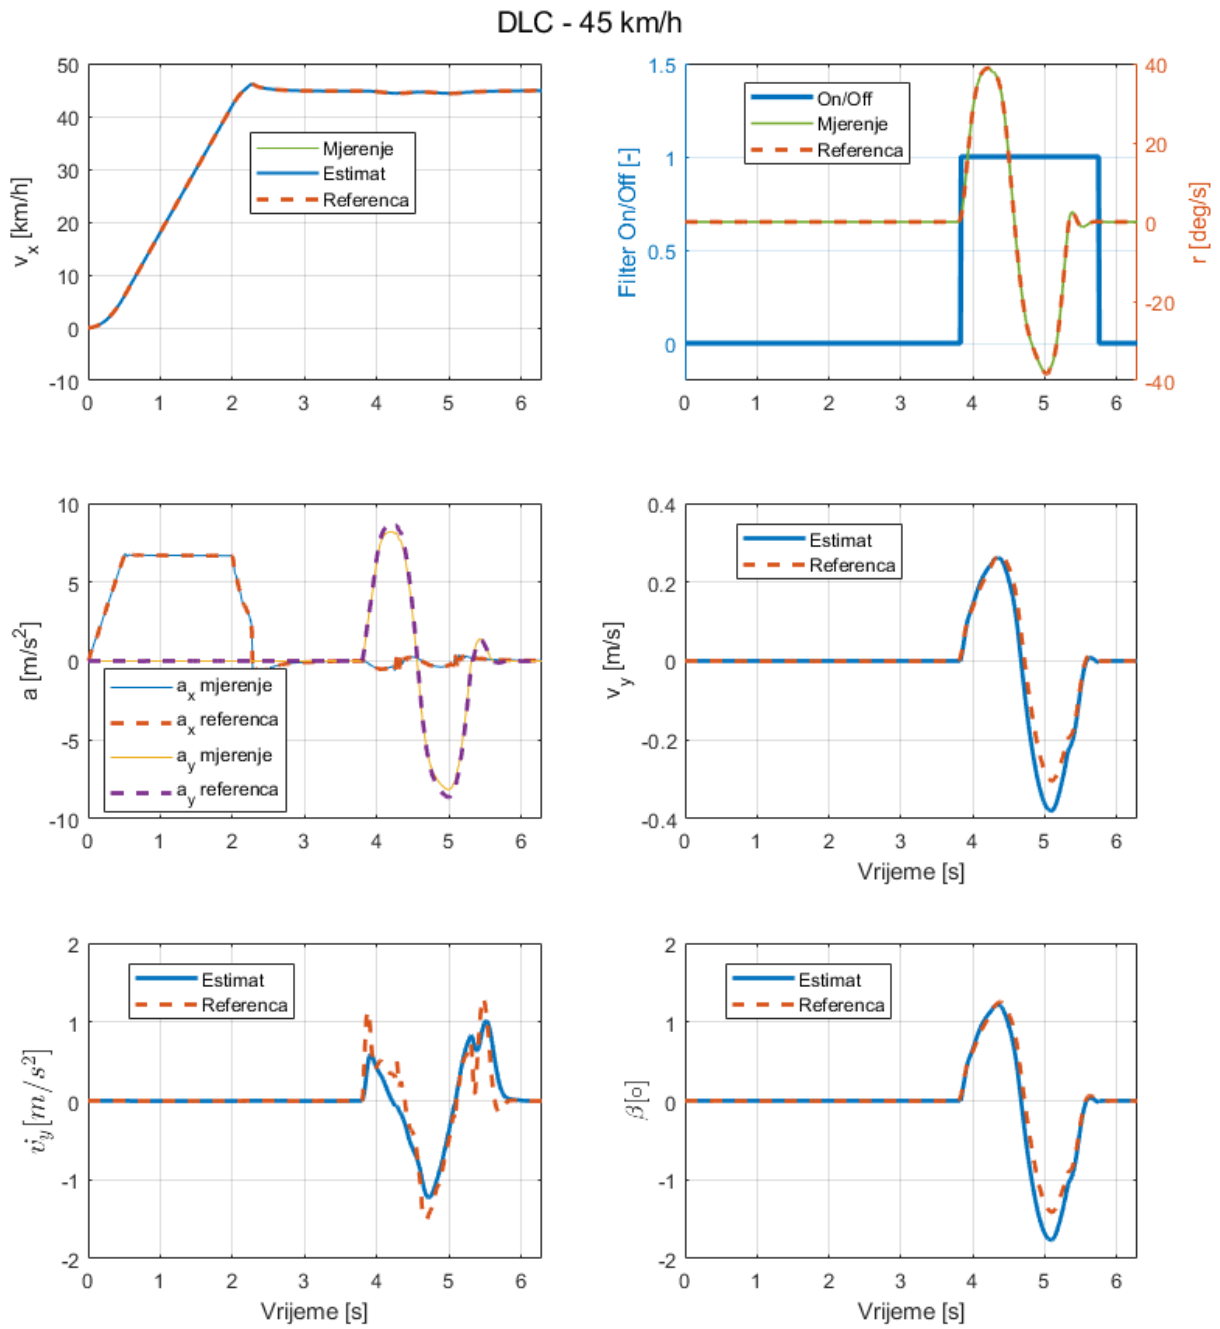 DLC - 45 km/h
v_x [km/h]
50
40
30
20
10
0
-10
0 1 2 3 4 5 6
Mjerenje
Estimat
Referenca
Filter On/Off [-]
1.5
1
0.5
0
On/Off
Mjerenje
Referenca
40
20
0
-20
-40
r [deg/s]
0 1 2 3 4 5 6
a [m/s²]
10
5
0
-5
-10
a_x mjerenje
a_x referenca
a_y mjerenje
a_y referenca
0 1 2 3 4 5 6
v_y [m/s]
0.4
0.2
0
-0.2
-0.4
Estimat
Referenca
0 1 2 3 4 5 6
Vrijeme [s]
v̇_y[m/s²]
2
1
0
-1
-2
Estimat
Referenca
0 1 2 3 4 5 6
Vrijeme [s]
β[∘]
2
1
0
-1
-2
Estimat
Referenca
0 1 2 3 4 5 6
Vrijeme [s]